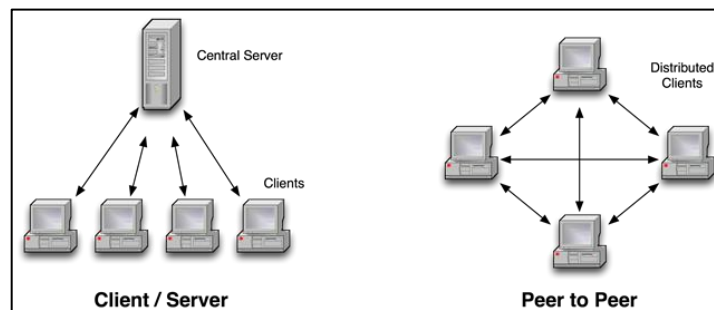 Central Server
Clients
Client / Server
Distributed
Clients
Peer to Peer